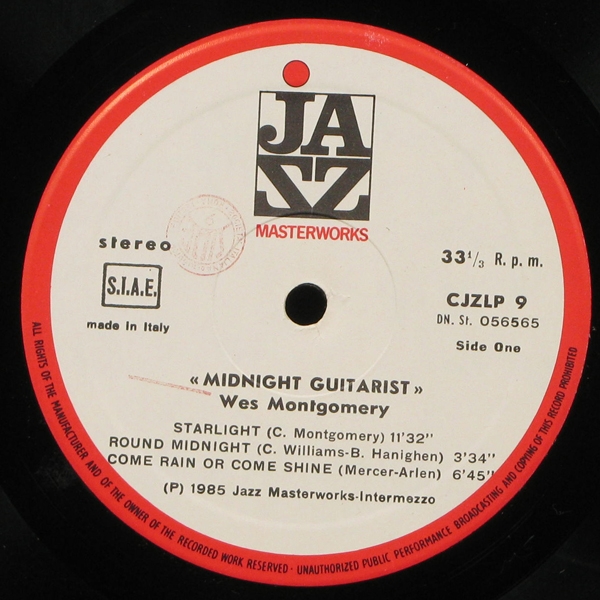 JA
ZZ
MASTERWORKS
stereo
S.I.A.E.
made in Italy
33 1/3 R.p.m.
CJZLP 9
DN. St. 056565
Side One
« MIDNIGHT GUITARIST »
Wes Montgomery
STARLIGHT (C. Montgomery) 11'32"
ROUND MIDNIGHT (C. Williams-B. Hanighen) 3'34"
COME RAIN OR COME SHINE (Mercer-Arlen) 6'45"
(P) 1985 Jazz Masterworks-Intermezzo
ALL RIGHTS OF THE MANUFACTURER AND OF THE OWNER OF THE RECORDED WORK RESERVED · UNAUTHORIZED PUBLIC PERFORMANCE BROADCASTING AND COPYING OF THIS RECORD PROHIBITED